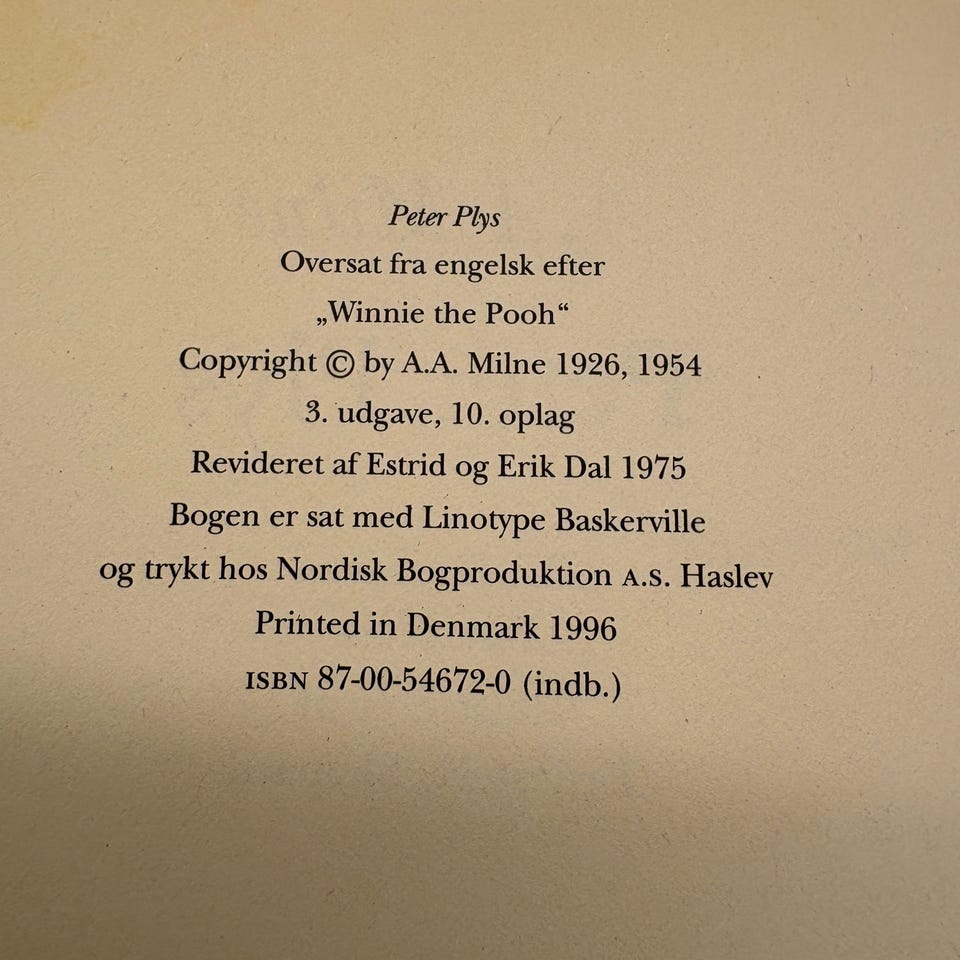 Peter Plys
Oversat fra engelsk efter
„Winnie the Pooh“
Copyright © by A.A. Milne 1926, 1954
3. udgave, 10. oplag
Revideret af Estrid og Erik Dal 1975
Bogen er sat med Linotype Baskerville
og trykt hos Nordisk Bogproduktion A.S. Haslev
Printed in Denmark 1996
ISBN 87-00-54672-0 (indb.)